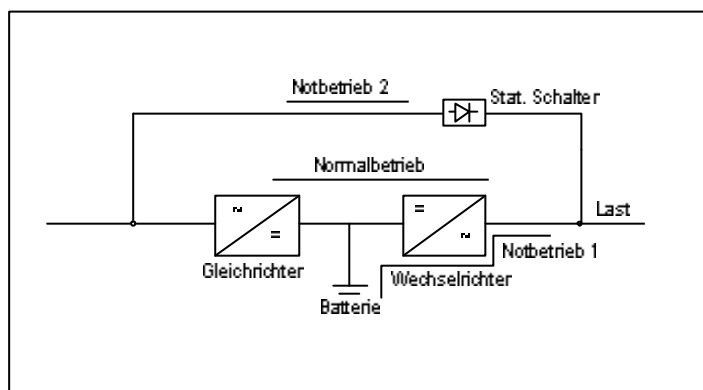 Notbetrieb 2
Stat. Schalter
Normalbetrieb
Last
~
=
=
~
Gleichrichter
Wechselrichter
Notbetrieb 1
Batterie